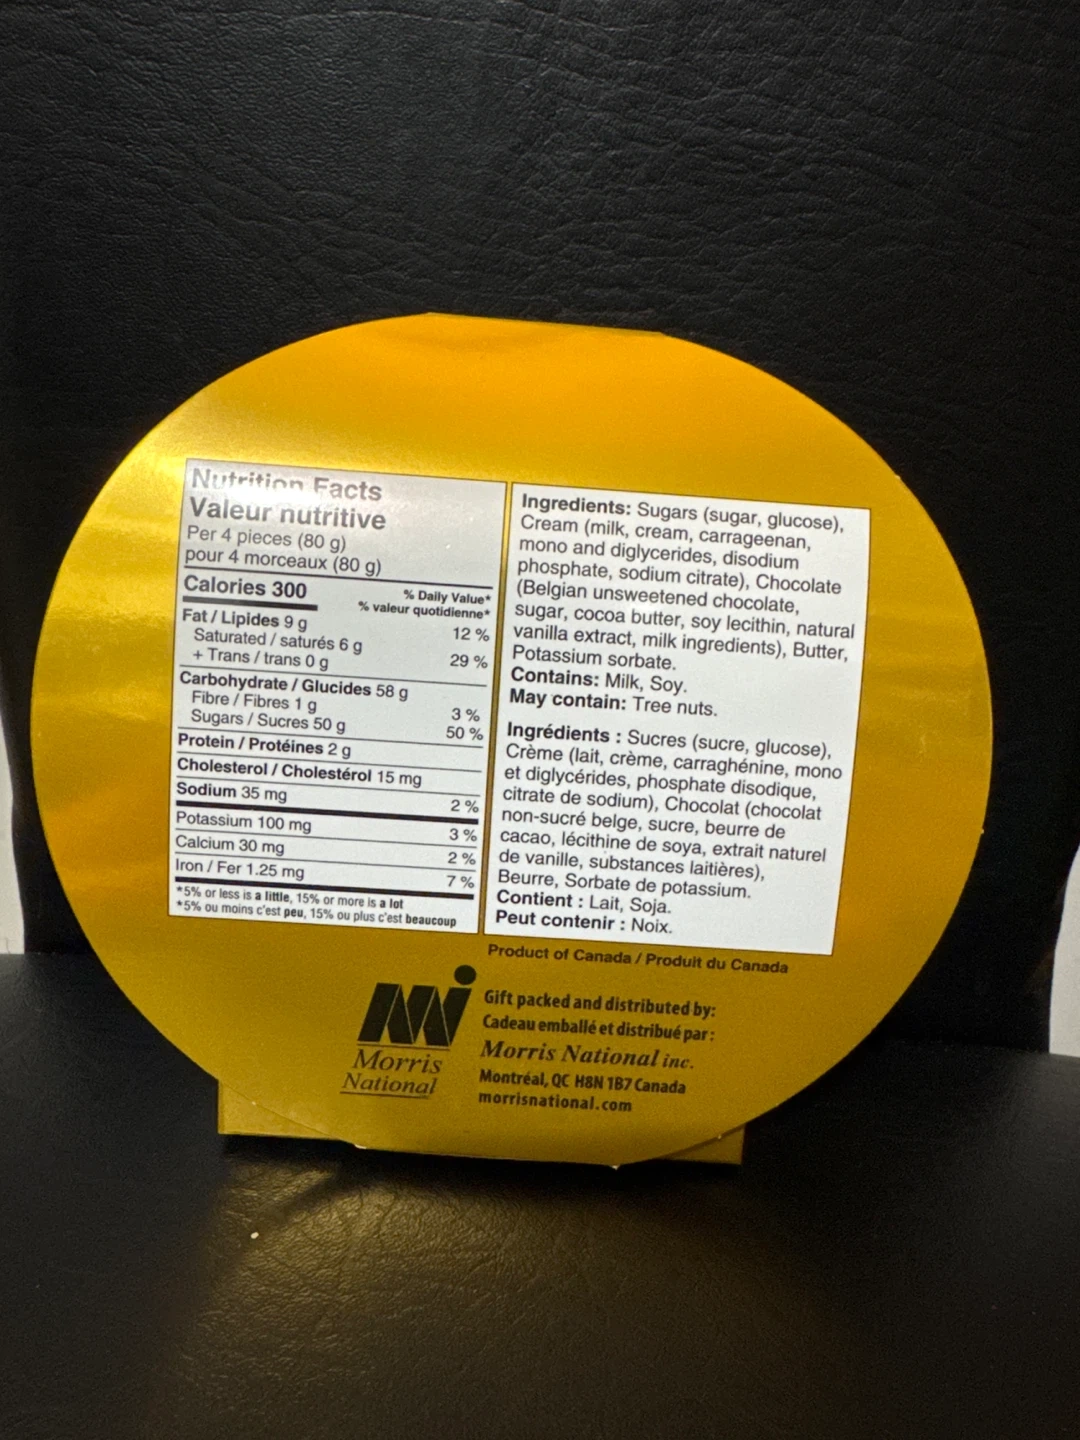 Nutrition Facts
Valeur nutritive
Per 4 pieces (80 g)
pour 4 morceaux (80 g)
Calories 300
% Daily Value*
% valeur quotidienne*
Fat / Lipides 9 g 12 %
Saturated / saturés 6 g
+ Trans / trans 0 g 29 %
Carbohydrate / Glucides 58 g
Fibre / Fibres 1 g 3 %
Sugars / Sucres 50 g 50 %
Protein / Protéines 2 g
Cholesterol / Cholestérol 15 mg
Sodium 35 mg 2 %
Potassium 100 mg 3 %
Calcium 30 mg 2 %
Iron / Fer 1.25 mg 7 %
*5% or less is a little, 15% or more is a lot
*5% ou moins c'est peu, 15% ou plus c'est beaucoup
Ingredients: Sugars (sugar, glucose),
Cream (milk, cream, carrageenan,
mono and diglycerides, disodium
phosphate, sodium citrate), Chocolate
(Belgian unsweetened chocolate,
sugar, cocoa butter, soy lecithin, natural
vanilla extract, milk ingredients), Butter,
Potassium sorbate.
Contains: Milk, Soy.
May contain: Tree nuts.
Ingrédients : Sucres (sucre, glucose),
Crème (lait, crème, carraghénine, mono
et diglycérides, phosphate disodique,
citrate de sodium), Chocolat (chocolat
non-sucré belge, sucre, beurre de
cacao, lécithine de soya, extrait naturel
de vanille, substances laitières),
Beurre, Sorbate de potassium.
Contient : Lait, Soja.
Peut contenir : Noix.
Product of Canada / Produit du Canada
Morris
National
Gift packed and distributed by:
Cadeau emballé et distribué par :
Morris National inc.
Montréal, QC H8N 1B7 Canada
morrisnational.com